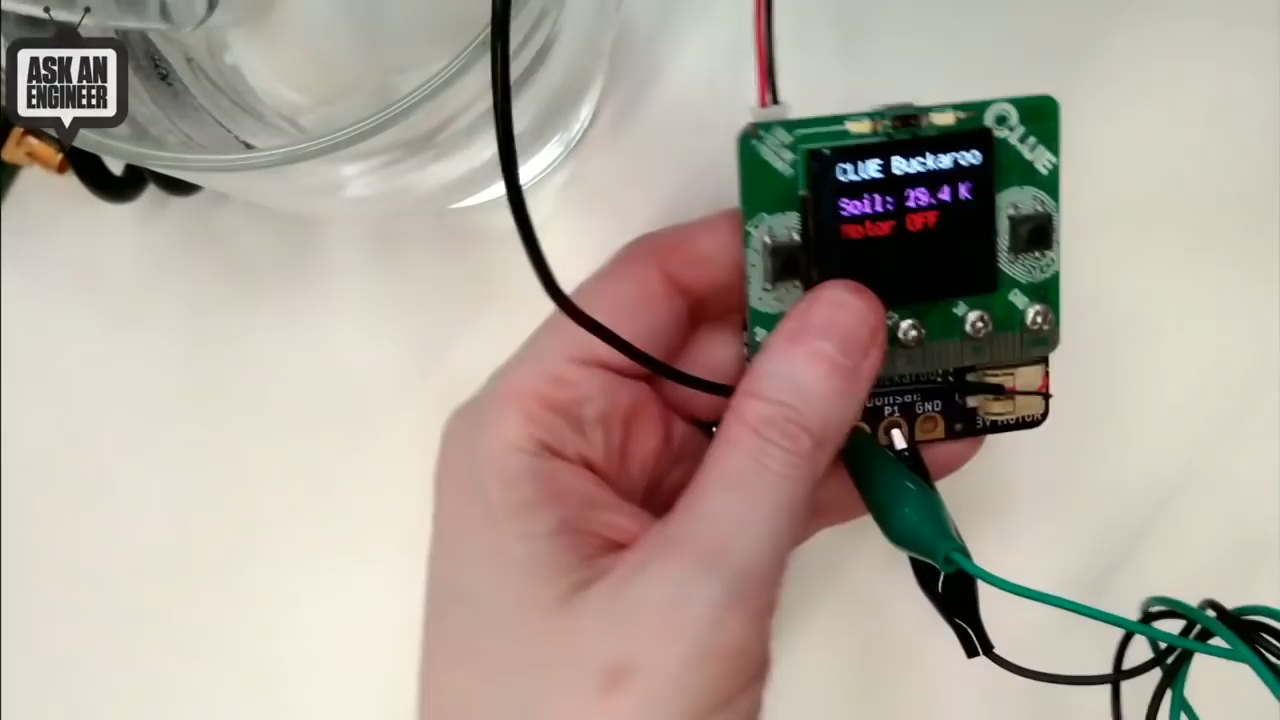 ASK AN
ENGINEER
CLUE
CLUE Buckaroo
Soil: 29.4 K
Motor OFF
P1 GND
3V MOTOR